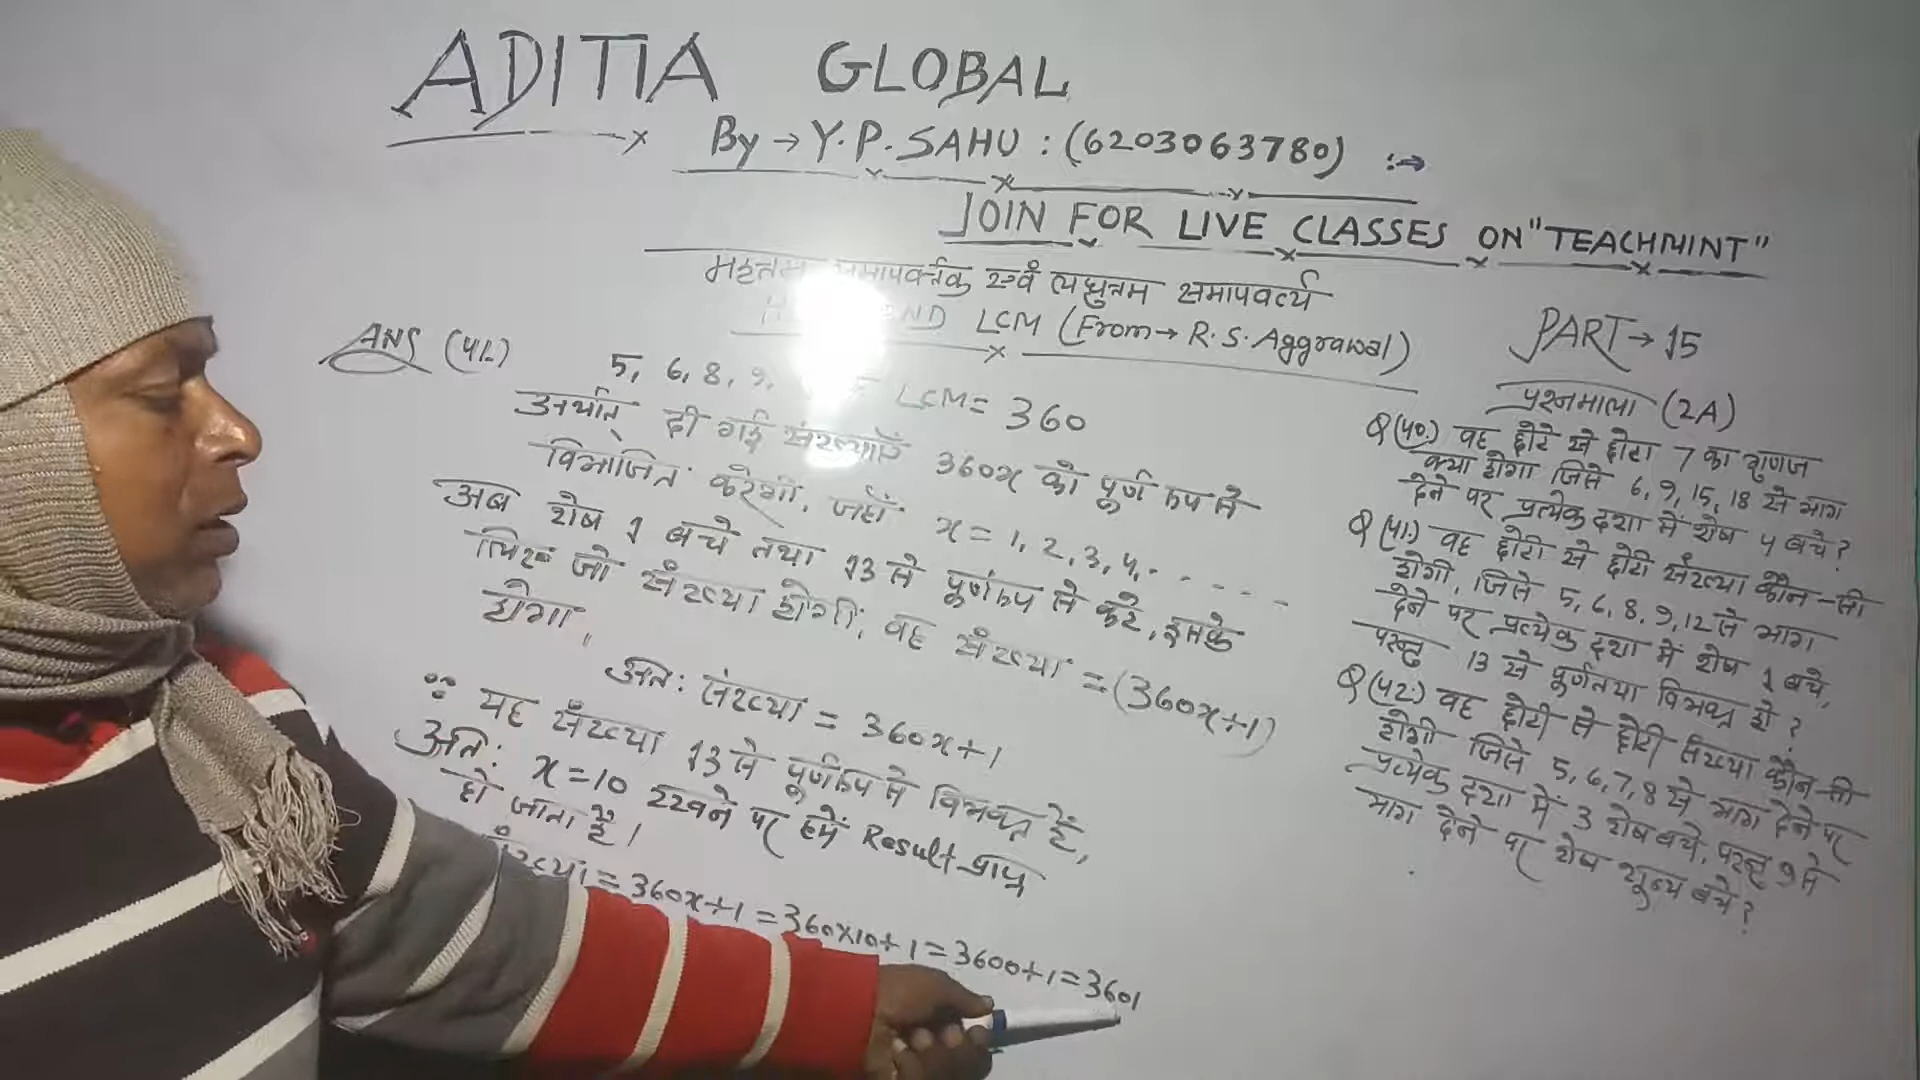 ADITIA GLOBAL
By → Y.P. SAHU : (6203063780) :→
JOIN FOR LIVE CLASSES ON "TEACHMINT"
समापवर्त्तक एवं लघुत्तम समापवर्त्य
AND LCM (From → R.S. Aggrawal)
PART → 15
ANS (41.)
5, 6, 8, 9, LCM = 360
अर्थात् दी गई संख्याएँ 360x को पूर्ण रूप से
विभाजित करेगी, जहाँ x = 1, 2, 3, 4, - - - - -
अब शेष 1 बचे तथा 13 से पूर्णरूप से कटे, इसके
लिए जो संख्या होगी, वह संख्या = (360x+1)
होगा,
अतः संख्या = 360x+1
∵ यह संख्या 13 से पूर्णरूप से विभक्त हैं,
अतः x = 10 रखने पर हमें Result प्राप्त
हो जाता है।
संख्या = 360x+1 = 360x10+1 = 3600+1 = 3601
प्रश्नमाला (2A)
Q(40.) वह छोटे से छोटा 7 का गुणज
क्या होगा जिसे 6, 9, 15, 18 से भाग
देने पर प्रत्येक दशा में शेष 4 बचे?
Q(41.) वह छोटी से छोटी संख्या कौन-सी
होगी, जिसे 5, 6, 8, 9, 12 से भाग
देने पर प्रत्येक दशा में शेष 1 बचे,
परन्तु 13 से पूर्णतया विभक्त हो?
Q(42.) वह छोटी से छोटी संख्या कौन-सी
होगी जिसे 5, 6, 7, 8 से भाग देने पर
प्रत्येक दशा में 3 शेष बचे, परन्तु 9 से
भाग देने पर शेष शून्य बचे?